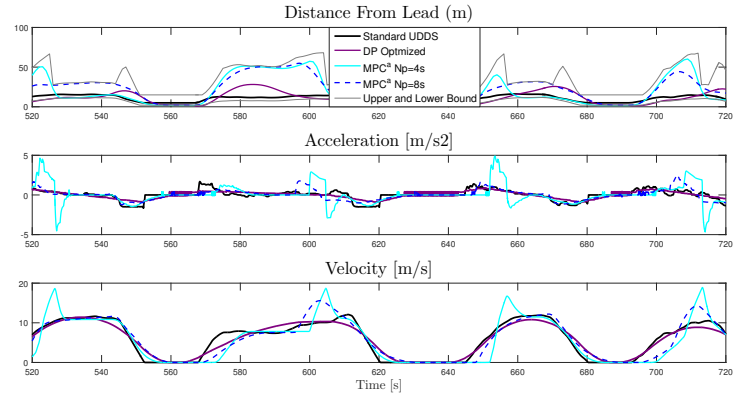 Distance From Lead (m)
100
50
0
520 540 560 580 600 620 640 660 680 700 720
Standard UDDS
DP Optmized
MPCᵃ Np=4s
MPCᵃ Np=8s
Upper and Lower Bound
Acceleration [m/s2]
5
0
-5
520 540 560 580 600 620 640 660 680 700 720
Velocity [m/s]
20
10
0
520 540 560 580 600 620 640 660 680 700 720
Time [s]